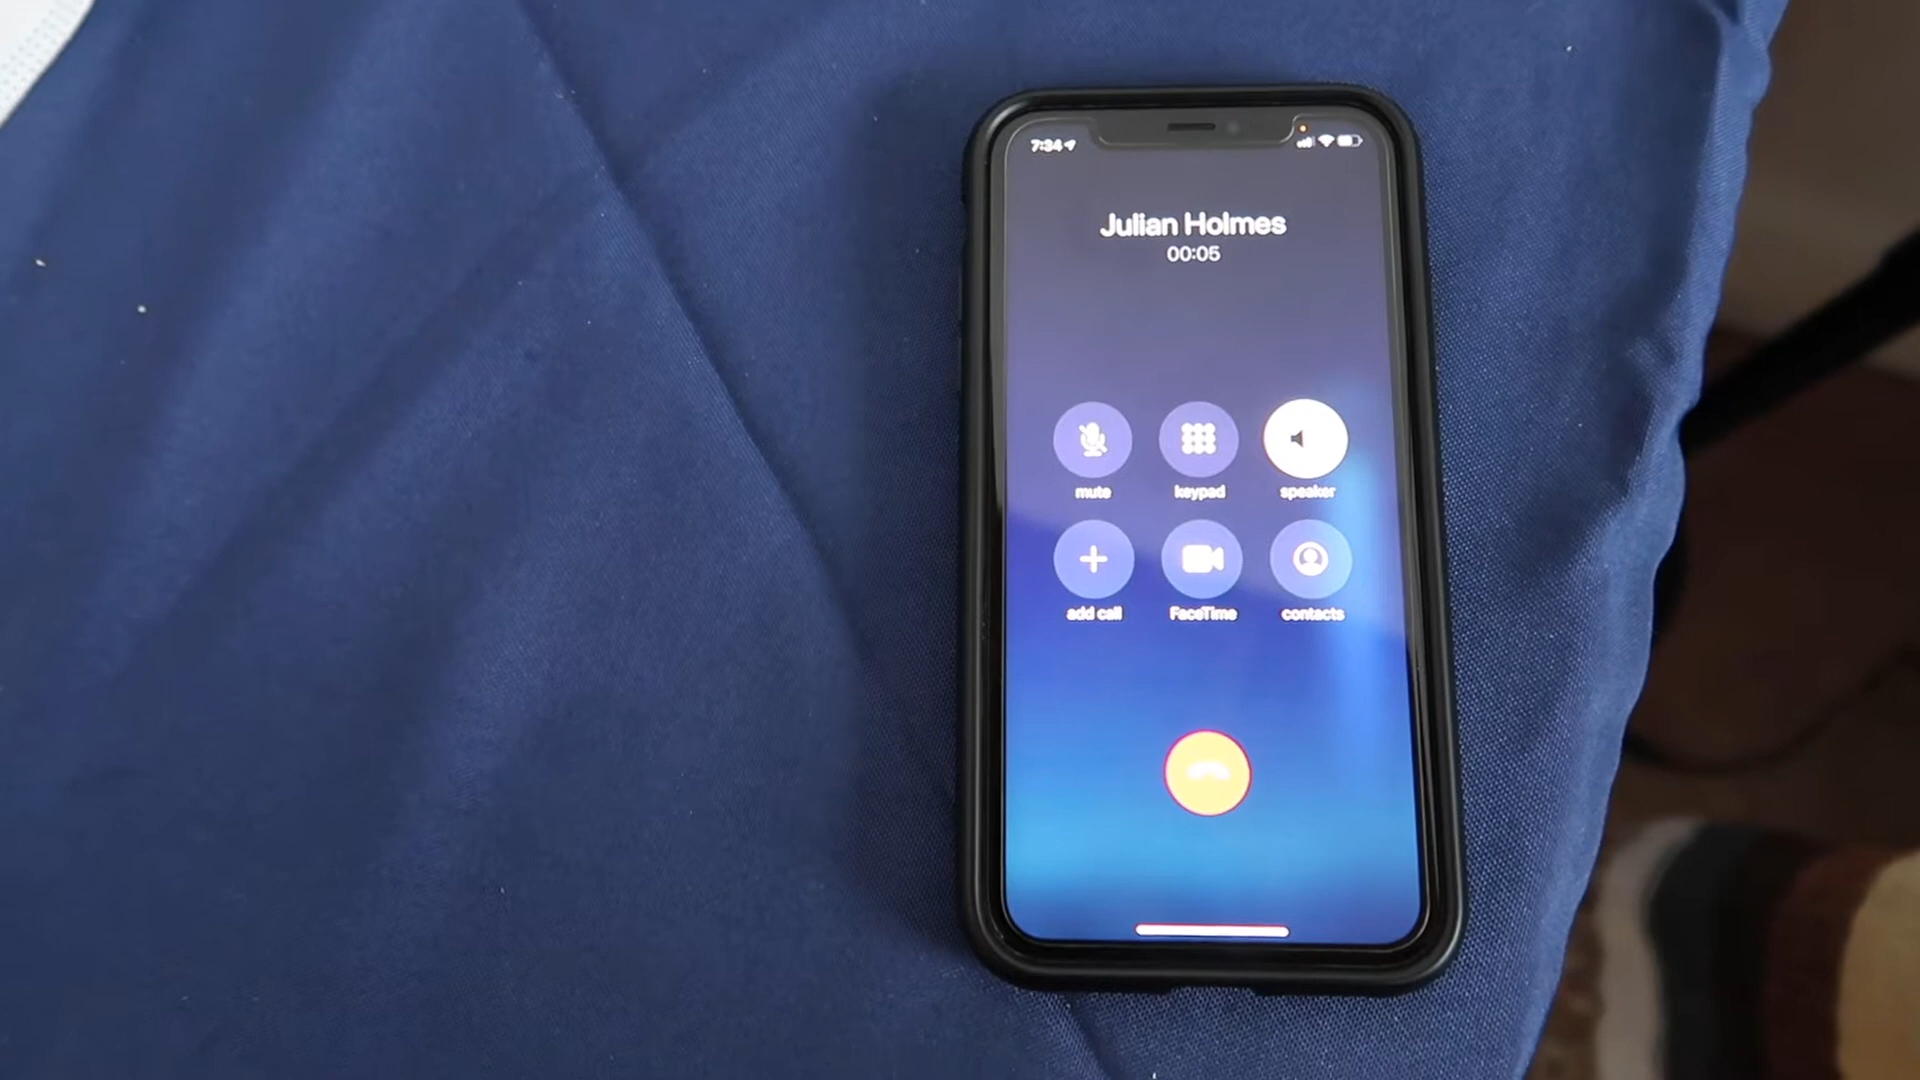 7:34
Julian Holmes
00:05
mute keypad speaker
add call FaceTime contacts